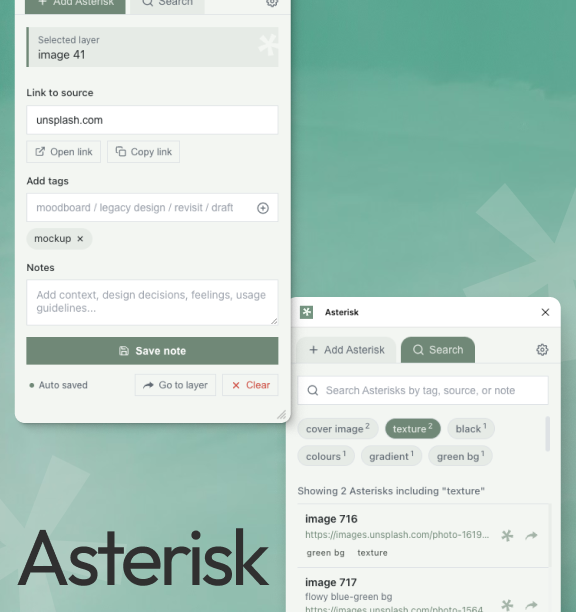 + Add Asterisk
Search
Selected layer
image 41
Link to source
unsplash.com
Open link
Copy link
Add tags
moodboard / legacy design / revisit / draft
mockup ×
Notes
Add context, design decisions, feelings, usage
guidelines...
Save note
• Auto saved
Go to layer
× Clear
Asterisk
Asterisk
+ Add Asterisk
Search
Search Asterisks by tag, source, or note
cover image 2
texture 2
black 1
colours 1
gradient 1
green bg 1
Showing 2 Asterisks including "texture"
image 716
https://images.unsplash.com/photo-1619...
green bg texture
image 717
flowy blue-green bg
https://images.unsplash.com/photo-1564